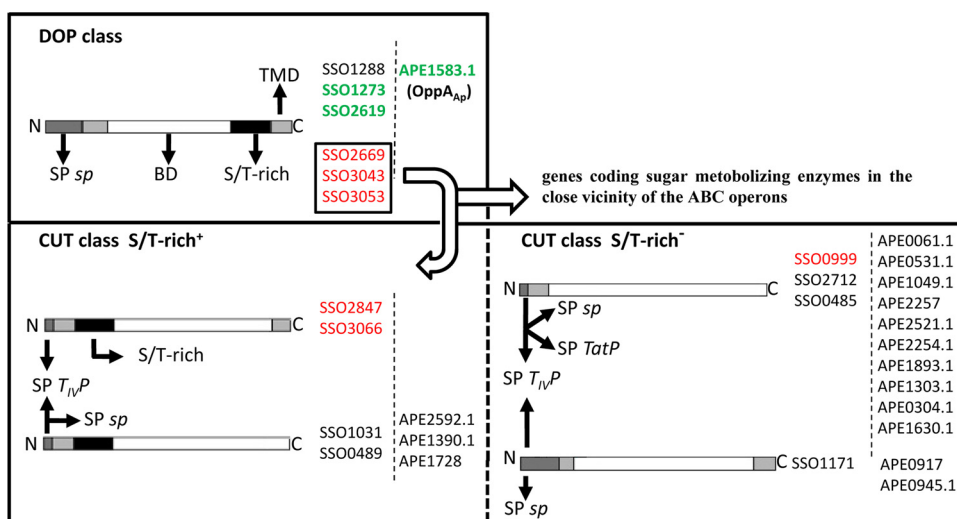 DOP class
TMD
N
C
SP sp
BD
S/T-rich
SSO1288
SSO1273
SSO2619
APE1583.1
(OppAAp)
SSO2669
SSO3043
SSO3053
genes coding sugar metobolizing enzymes in the
close vicinity of the ABC operons
CUT class S/T-rich+
N
C
SSO2847
SSO3066
S/T-rich
SP TIVP
SP sp
N
C
SSO1031
SSO0489
APE2592.1
APE1390.1
APE1728
CUT class S/T-rich-
N
C
SSO0999
SSO2712
SSO0485
SP sp
SP TatP
SP TIVP
APE0061.1
APE0531.1
APE1049.1
APE2257
APE2521.1
APE2254.1
APE1893.1
APE1303.1
APE0304.1
APE1630.1
N
C
SSO1171
SP sp
APE0917
APE0945.1